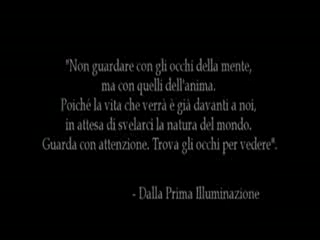 "Non guardare con gli occhi della mente,
ma con quelli dell'anima.
Poiché la vita che verrà è già davanti a noi,
in attesa di svelarci la natura del mondo.
Guarda con attenzione. Trova gli occhi per vedere".
- Dalla Prima Illuminazione